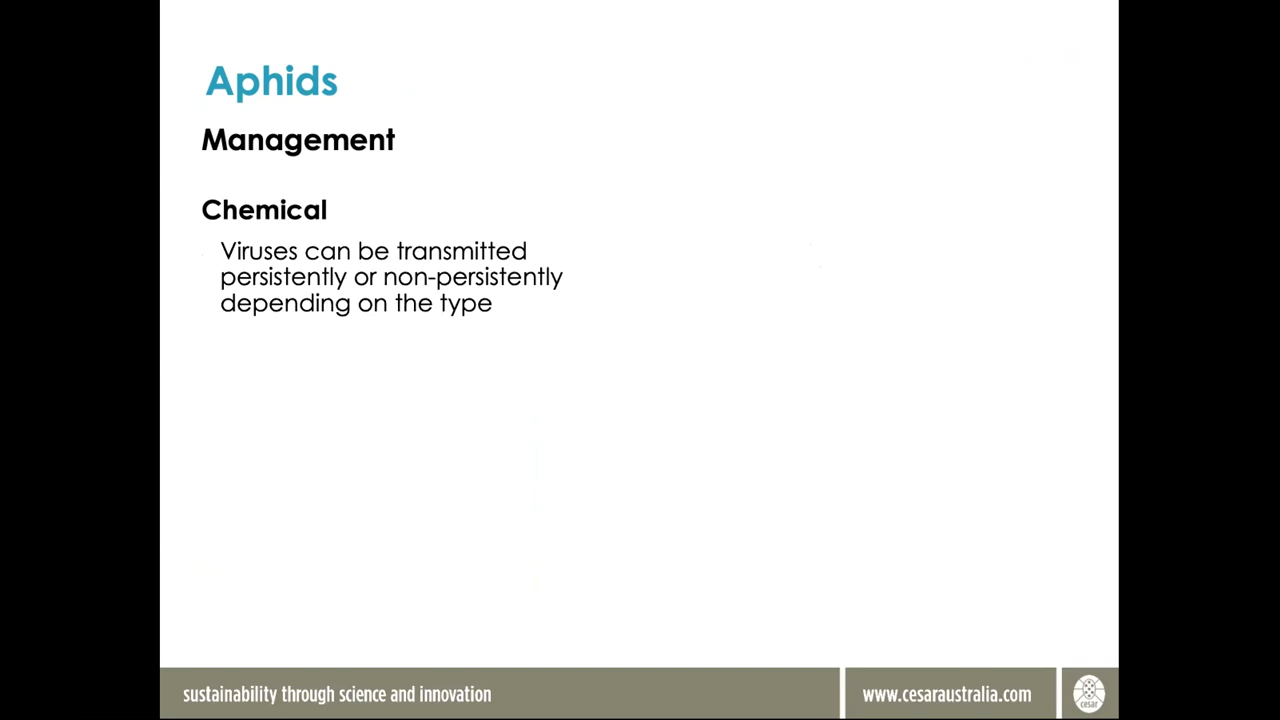 Aphids
Management
Chemical
Viruses can be transmitted
persistently or non-persistently
depending on the type
sustainability through science and innovation
www.cesaraustralia.com
cesar